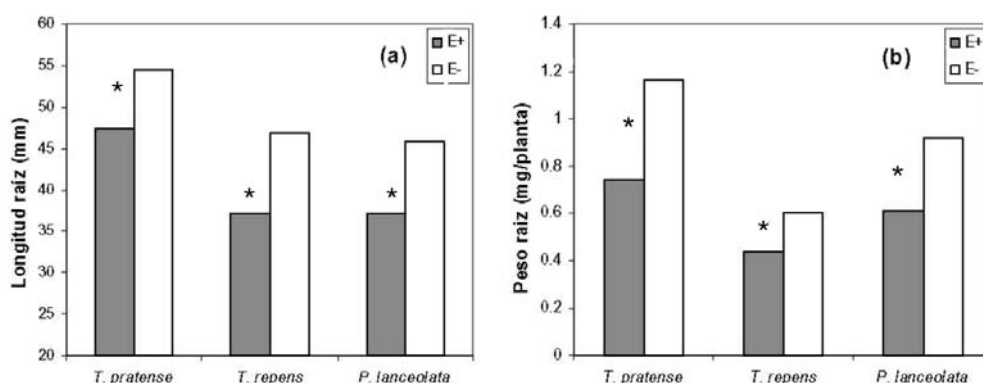 60
55
50
45
40
35
30
25
20
Longitud raíz (mm)
(a)
E+
E-
*
*
*
T. pratense T. repens P. lanceolata
1.4
1.2
1
0.8
0.6
0.4
0.2
0
Peso raiz (mg/planta)
(b)
E+
E-
*
*
*
T. pratense T. repens P. lanceolata